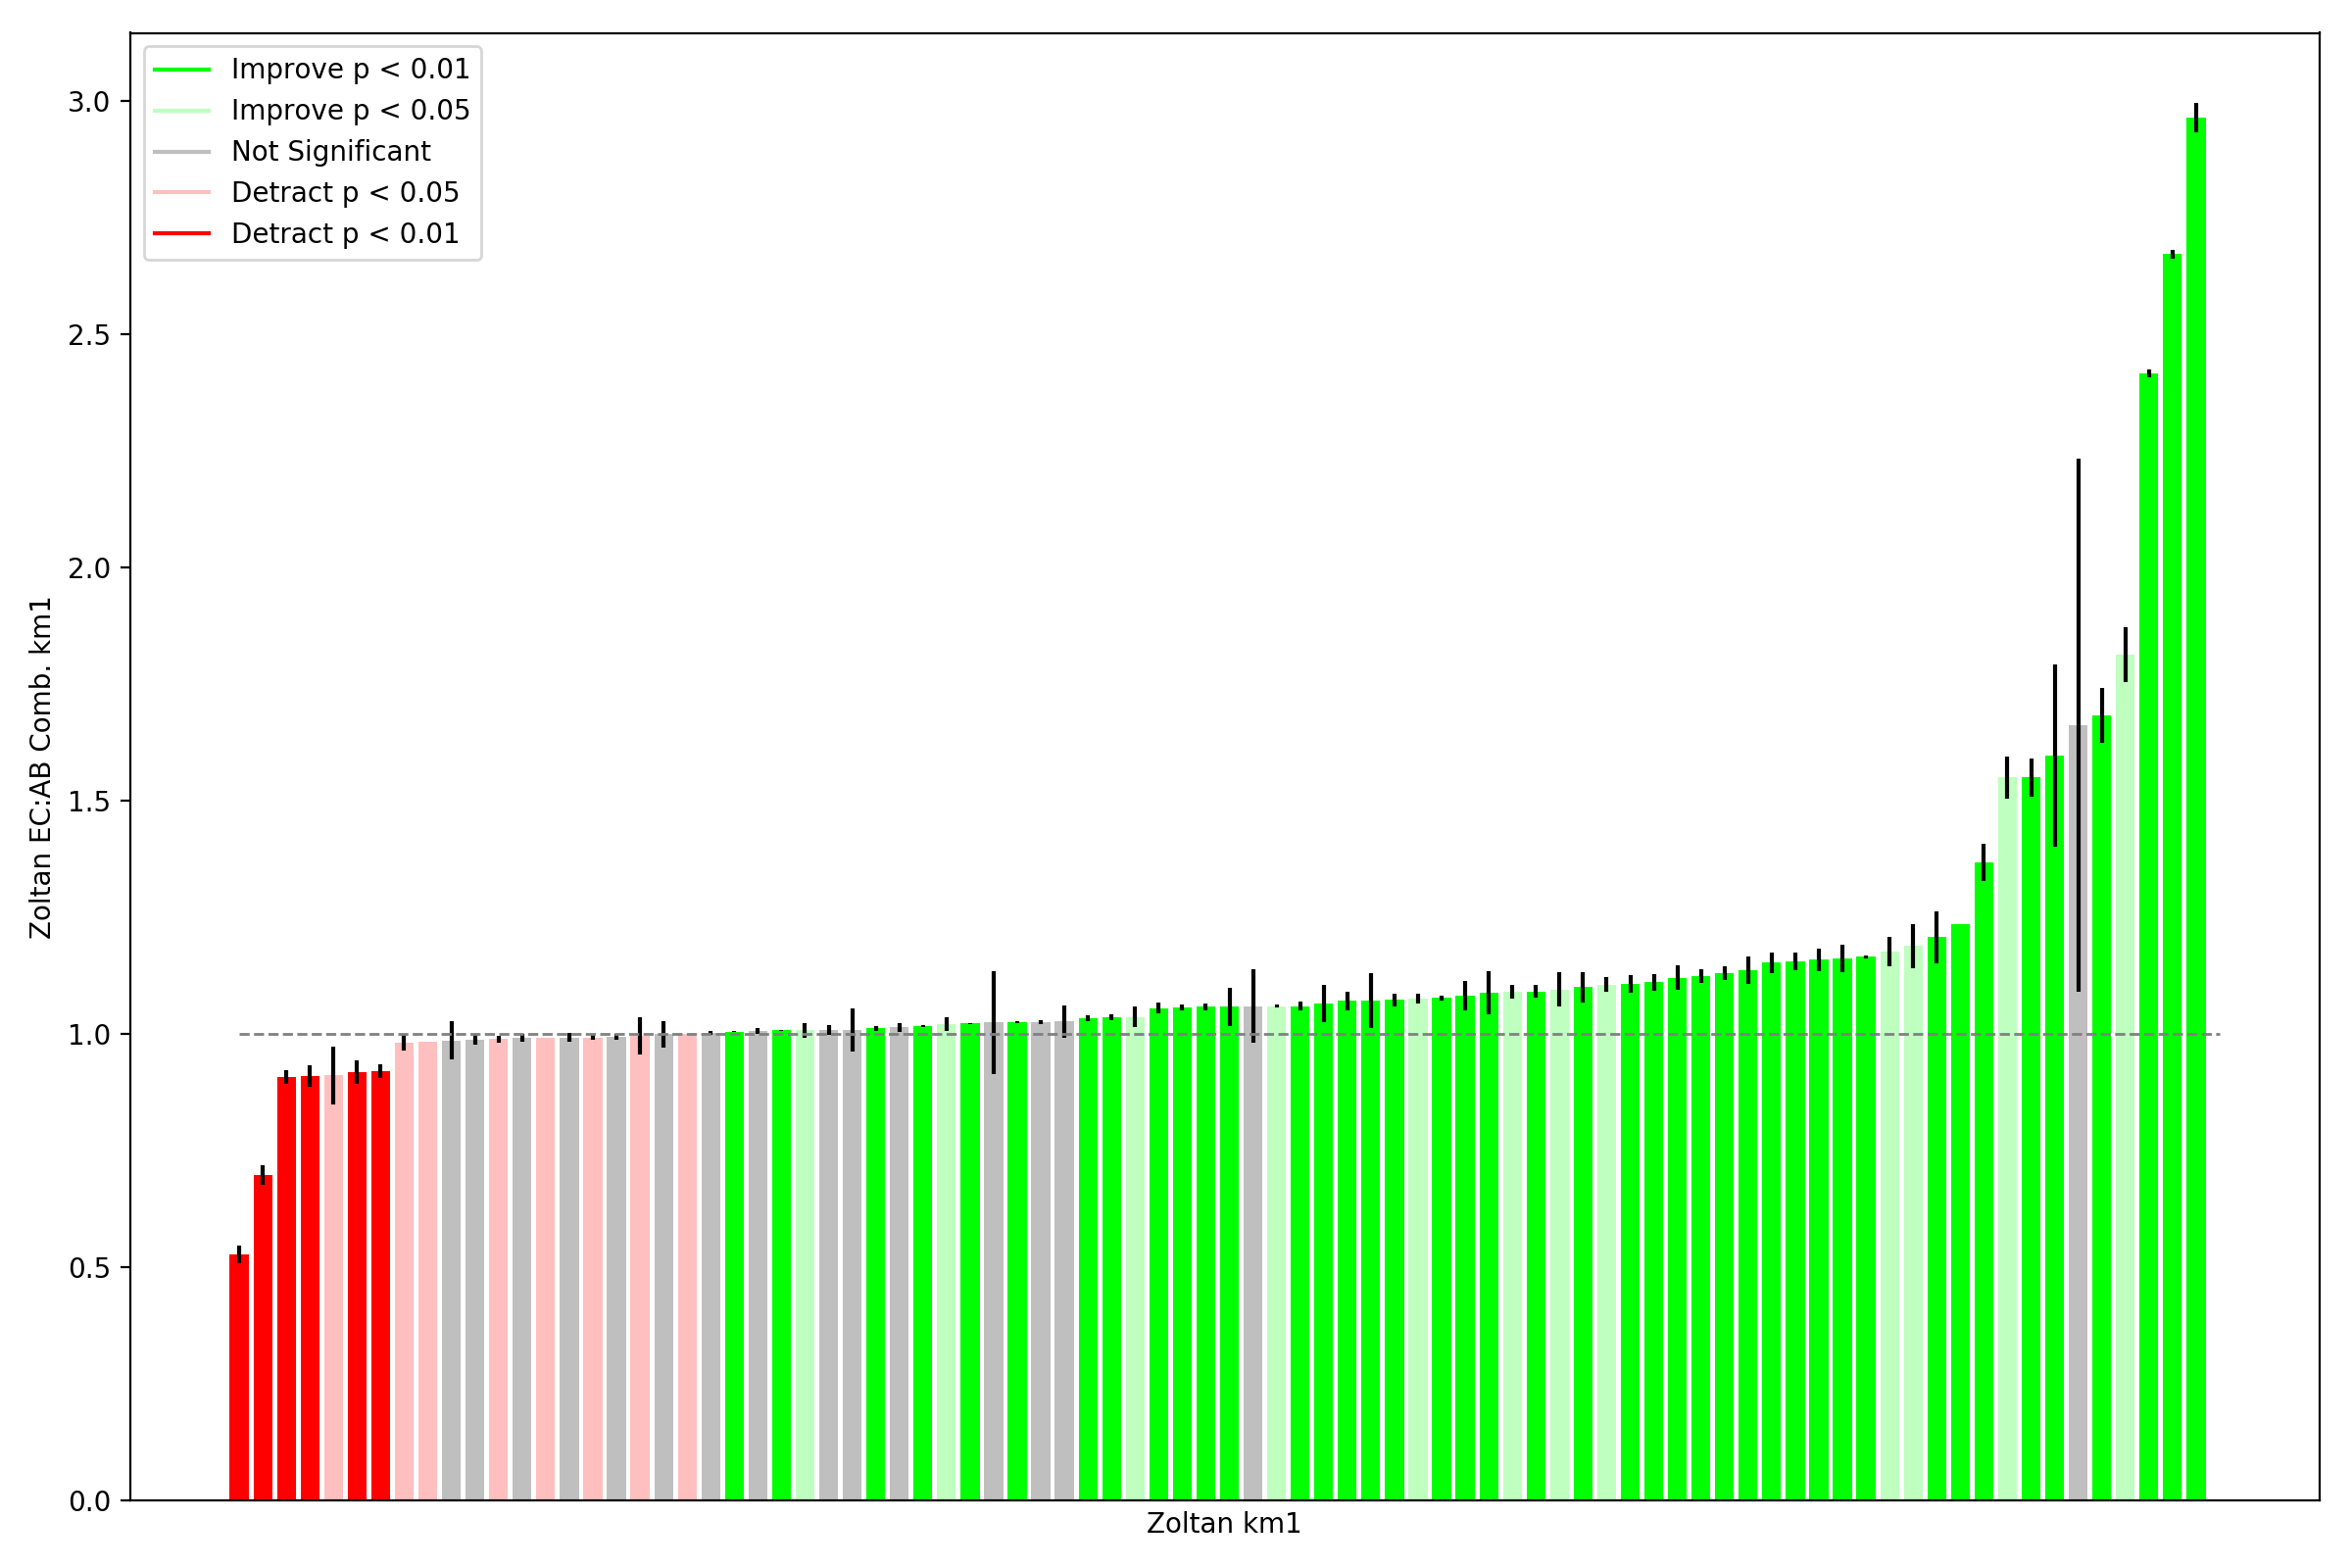 Improve p < 0.01
Improve p < 0.05
Not Significant
Detract p < 0.05
Detract p < 0.01
3.0
2.5
2.0
1.5
1.0
0.5
0.0
Zoltan EC:AB Comb. km1
Zoltan km1